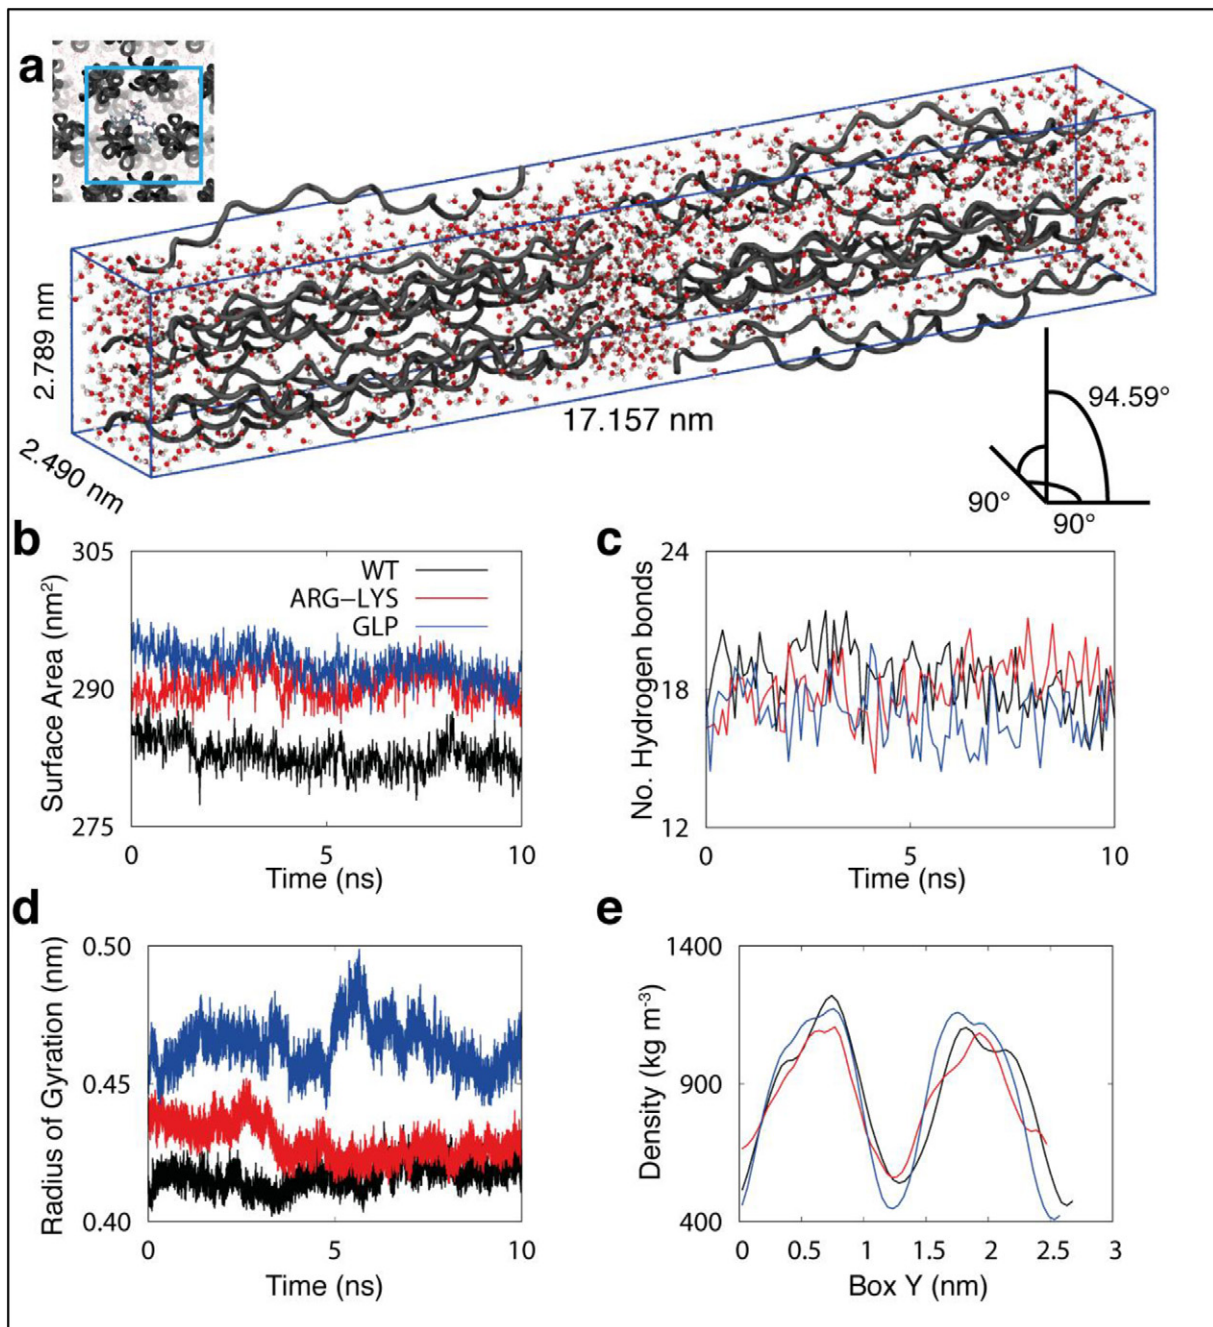 a
2.789 nm
2.490 nm
17.157 nm
94.59°
90°
90°
b
305
290
275
Surface Area (nm²)
WT
ARG–LYS
GLP
0
5
10
Time (ns)
c
24
18
12
No. Hydrogen bonds
0
5
10
Time (ns)
d
0.50
0.45
0.40
Radius of Gyration (nm)
0
5
10
Time (ns)
e
1400
900
400
Density (kg m⁻³)
0
0.5
1
1.5
2
2.5
3
Box Y (nm)